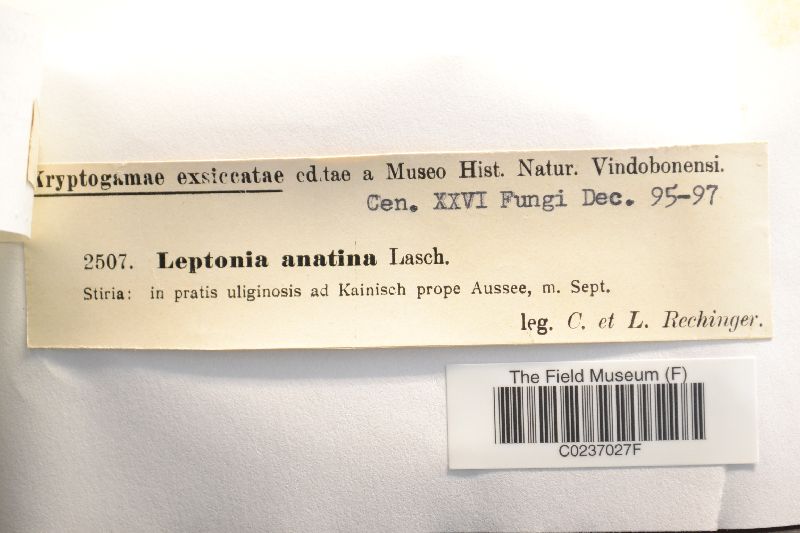 Kryptogamae exsiccatae editae a Museo Hist. Natur. Vindobonensi.
Cen. XXVI Fungi Dec. 95-97
2507. Leptonia anatina Lasch.
Stiria: in pratis uliginosis ad Kainisch prope Aussee, m. Sept.
leg. C. et L. Rechinger.
The Field Museum (F)
C0237027F